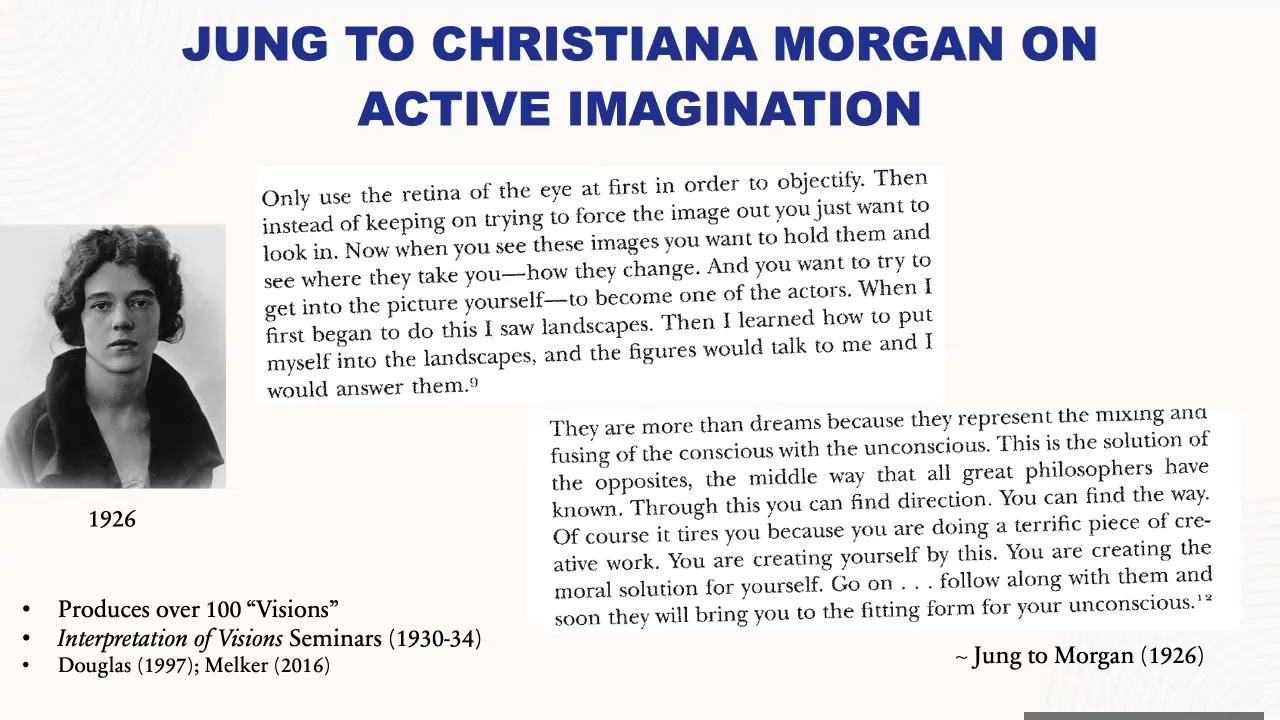 JUNG TO CHRISTIANA MORGAN ON
ACTIVE IMAGINATION
Only use the retina of the eye at first in order to objectify. Then
instead of keeping on trying to force the image out you just want to
look in. Now when you see these images you want to hold them and
see where they take you—how they change. And you want to try to
get into the picture yourself—to become one of the actors. When I
first began to do this I saw landscapes. Then I learned how to put
myself into the landscapes, and the figures would talk to me and I
would answer them.⁹
They are more than dreams because they represent the mixing and
fusing of the conscious with the unconscious. This is the solution of
the opposites, the middle way that all great philosophers have
known. Through this you can find direction. You can find the way.
Of course it tires you because you are doing a terrific piece of cre-
ative work. You are creating yourself by this. You are creating the
moral solution for yourself. Go on . . . follow along with them and
soon they will bring you to the fitting form for your unconscious.¹²
~ Jung to Morgan (1926)
1926
• Produces over 100 “Visions”
• Interpretation of Visions Seminars (1930-34)
• Douglas (1997); Melker (2016)